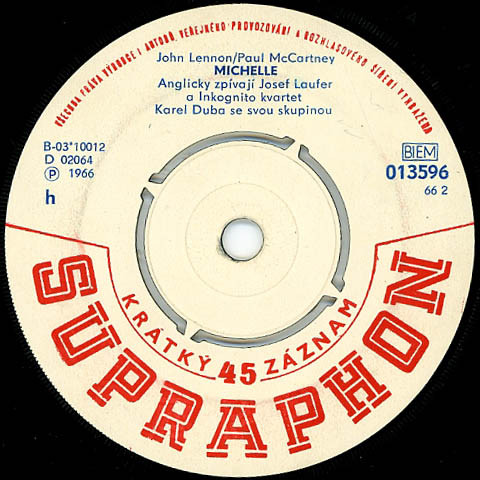 VŠECHNA PRÁVA VÝROBCE I AUTORA VEŘEJNÉHO PROVOZOVÁNÍ A ROZHLASOVÉHO ŠÍŘENÍ VYHRAZENA
John Lennon/Paul McCartney
MICHELLE
Anglicky zpívají Josef Laufer
a Inkognito kvartet
Karel Duba se svou skupinou
B-03*10012
D 02064
Ⓟ 1966
h
BIEM
013596
66 2
KRÁTKÝ 45 ZÁZNAM
SUPRAPHON